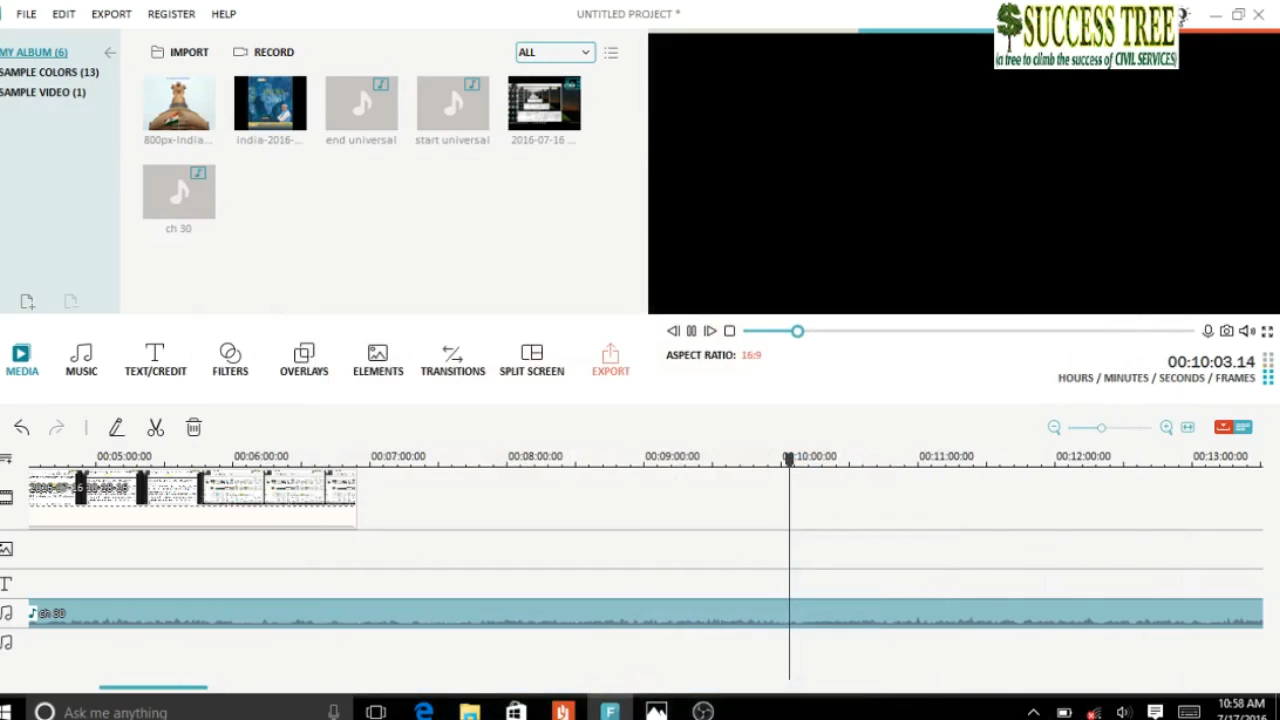 FILE EDIT EXPORT REGISTER HELP UNTITLED PROJECT *
SUCCESS TREE
(a tree to climb the success of CIVIL SERVICES)
MY ALBUM (6)
SAMPLE COLORS (13)
SAMPLE VIDEO (1)
IMPORT RECORD ALL
800px-India... india-2016-... end universal start universal 2016-07-16 ...
ch 30
MEDIA MUSIC TEXT/CREDIT FILTERS OVERLAYS ELEMENTS TRANSITIONS SPLIT SCREEN EXPORT
ASPECT RATIO: 16:9
00:10:03.14
HOURS / MINUTES / SECONDS / FRAMES
00:05:00:00 00:06:00:00 00:07:00:00 00:08:00:00 00:09:00:00 00:10:00:00 00:11:00:00 00:12:00:00 00:13:00:00
ch 30
Ask me anything
10:58 AM